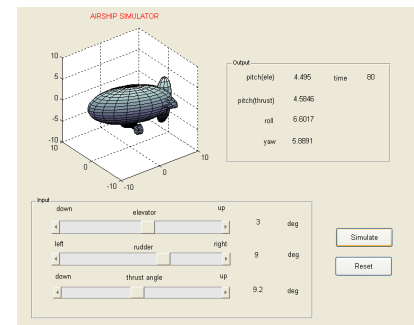 AIRSHIP SIMULATOR
10
5
0
-5
-10
10
0
-10
-10
0
10
Output
pitch(ele) 4.495 time 80
pitch(thrust) 4.5846
roll 6.6017
yaw 5.8891
Input
down elevator up
3 deg
left rudder right
9 deg
down thrust angle up
9.2 deg
Simulate
Reset